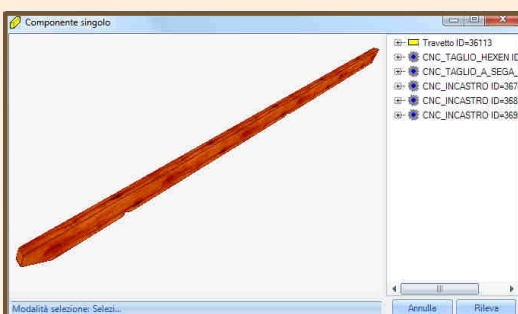 Componente singolo
Travetto ID=36113
CNC_TAGLIO_HEXEN ID
CNC_TAGLIO_A_SEGA_
CNC_INCASTRO ID=367
CNC_INCASTRO ID=368
CNC_INCASTRO ID=369
Modalità selezione: Selezi...
Annulla
Rileva